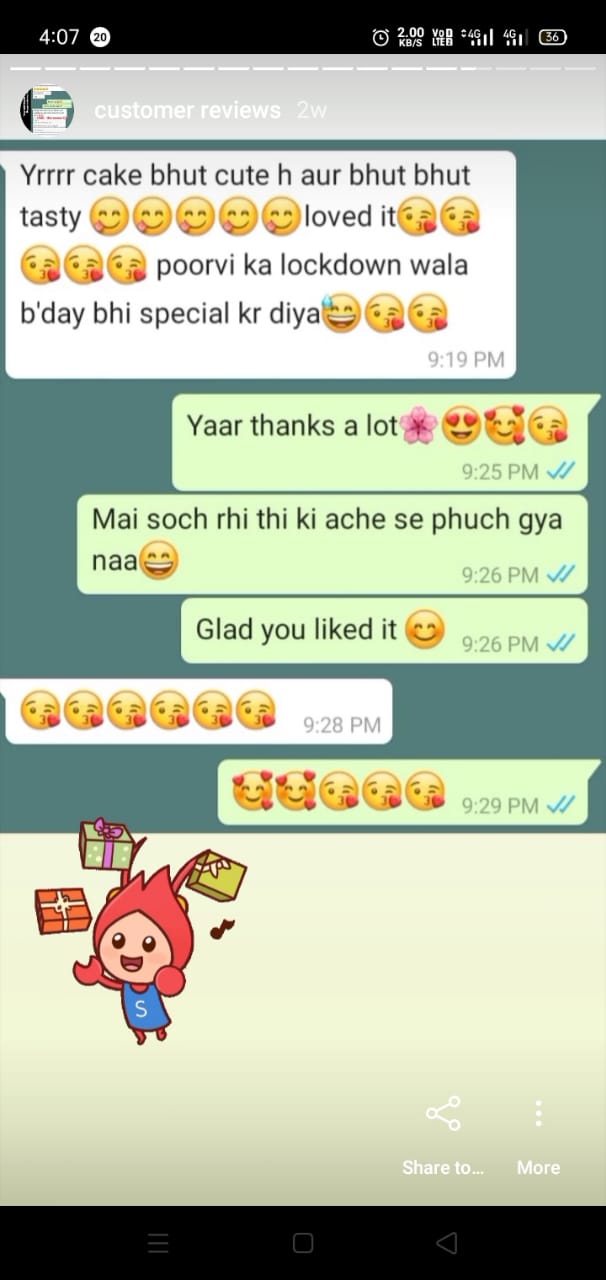 4:07 20 2.00 KB/S VoD LTE2 4G 4G 36
customer reviews 2w
Yrrrr cake bhut cute h aur bhut bhut
tasty 😋😋😋😋😋loved it😘😘
😘😘😘 poorvi ka lockdown wala
b'day bhi special kr diya😅😘😘
9:19 PM
Yaar thanks a lot🌸😍🥰😘
9:25 PM
Mai soch rhi thi ki ache se phuch gya
naa😄
9:26 PM
Glad you liked it 😊 9:26 PM
😘😘😘😘😘😘 9:28 PM
🥰🥰😘😘😘 9:29 PM
S
Share to... More